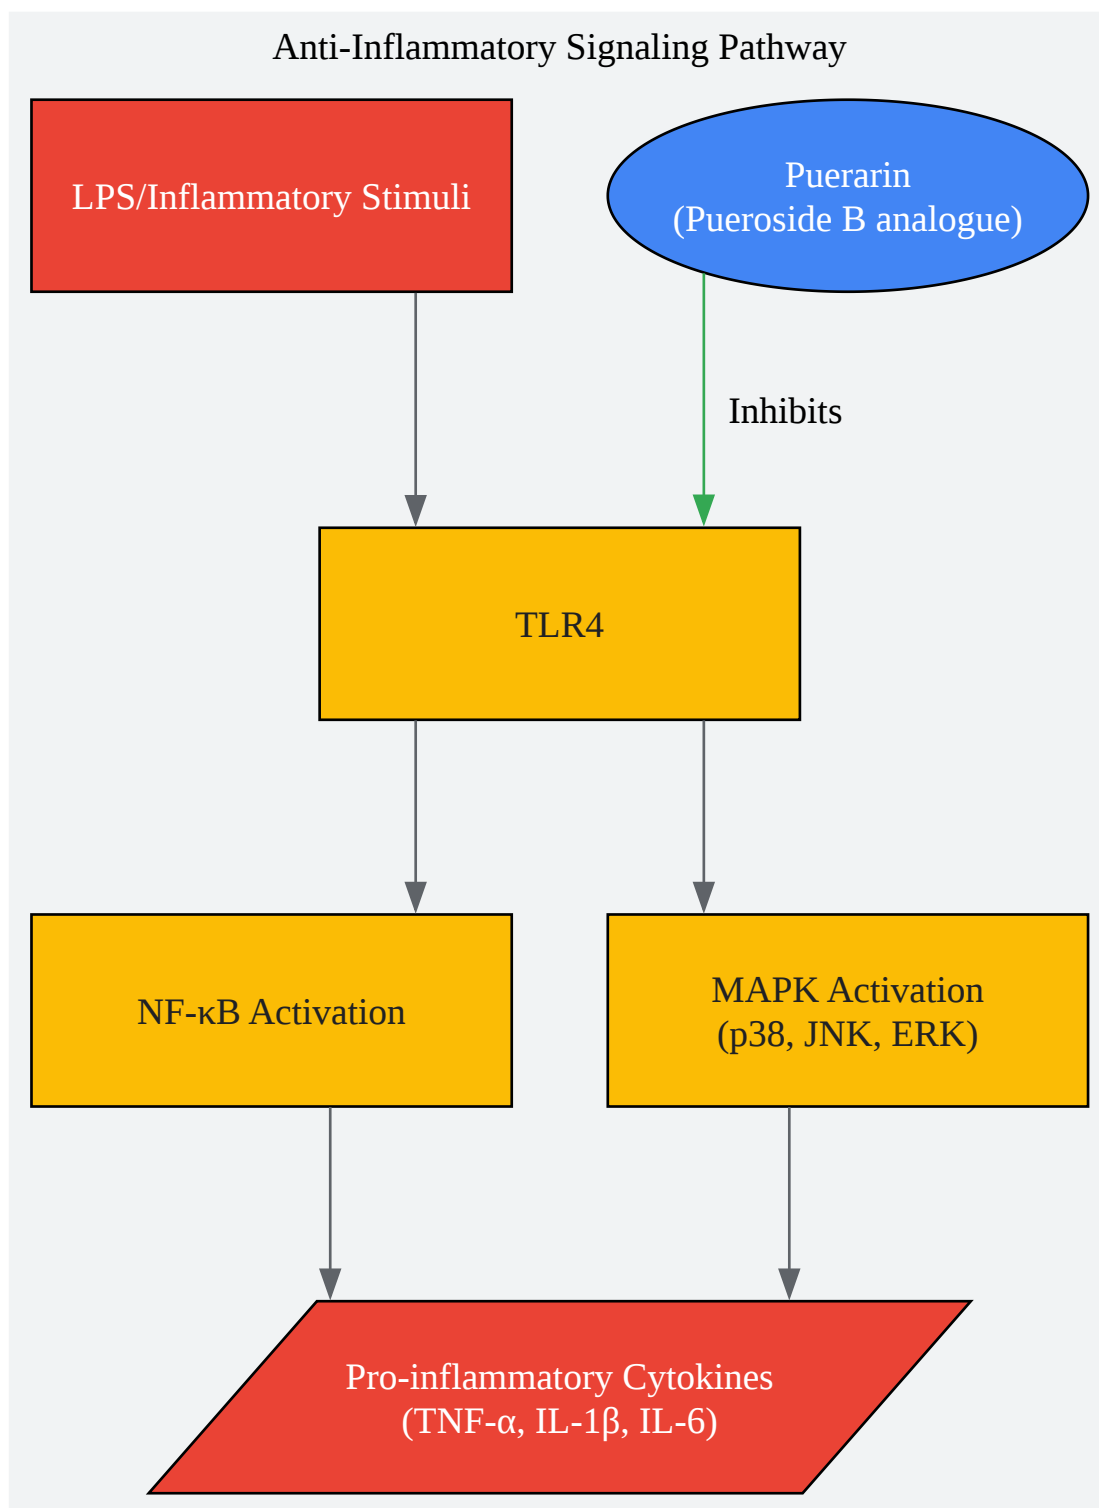 Anti-Inflammatory Signaling Pathway
LPS/Inflammatory Stimuli
Puerarin
(Pueroside B analogue)
Inhibits
TLR4
NF-κB Activation
MAPK Activation
(p38, JNK, ERK)
Pro-inflammatory Cytokines
(TNF-α, IL-1β, IL-6)